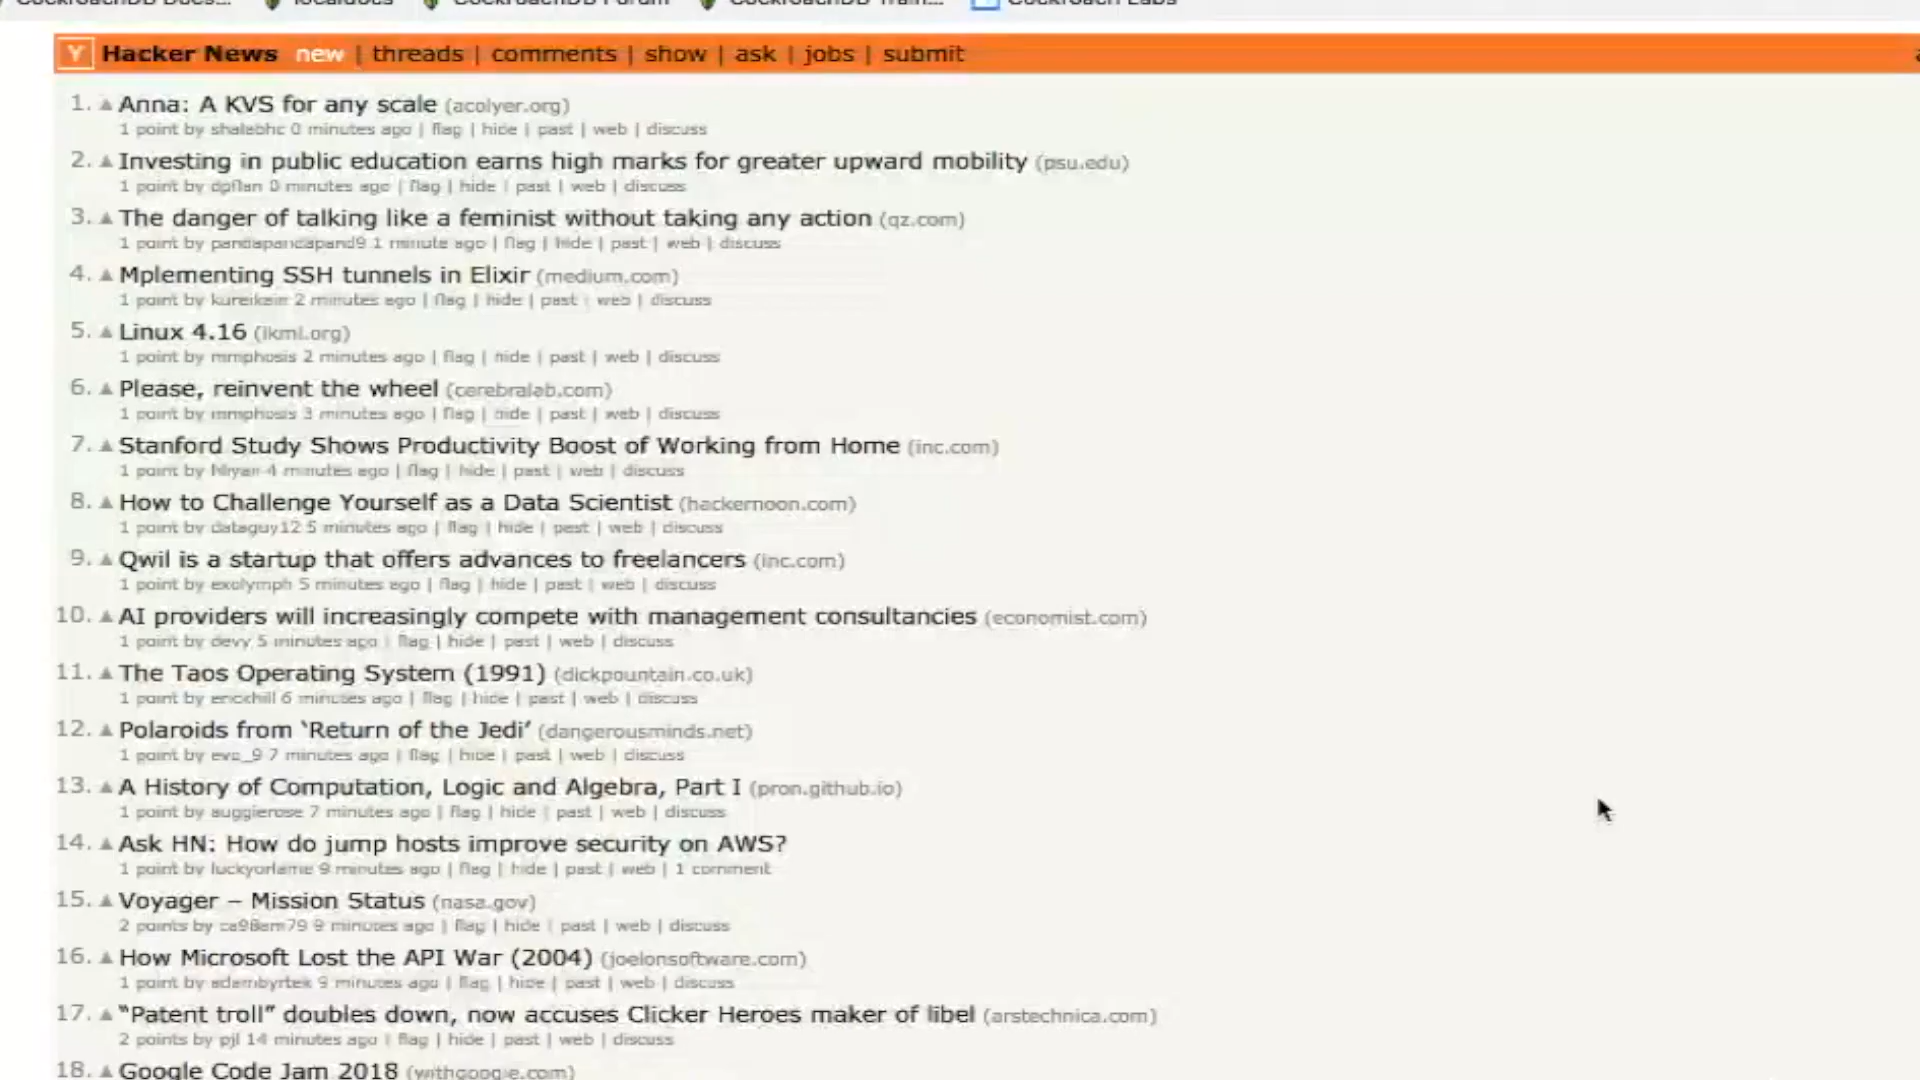 CockroachDB Docs... localdocs CockroachDB Forum CockroachDB Train... Cockroach Labs
Y Hacker News new | threads | comments | show | ask | jobs | submit
1. Anna: A KVS for any scale (acolyer.org)
1 point by shalabhc 0 minutes ago | flag | hide | past | web | discuss
2. Investing in public education earns high marks for greater upward mobility (psu.edu)
1 point by dpflan 0 minutes ago | flag | hide | past | web | discuss
3. The danger of talking like a feminist without taking any action (qz.com)
1 point by pandapandapand9 1 minute ago | flag | hide | past | web | discuss
4. Mplementing SSH tunnels in Elixir (medium.com)
1 point by kureikain 2 minutes ago | flag | hide | past | web | discuss
5. Linux 4.16 (lkml.org)
1 point by mmphosis 2 minutes ago | flag | hide | past | web | discuss
6. Please, reinvent the wheel (cerebralab.com)
1 point by mmphosis 3 minutes ago | flag | hide | past | web | discuss
7. Stanford Study Shows Productivity Boost of Working from Home (inc.com)
1 point by 4 minutes ago | flag | hide | past | web | discuss
8. How to Challenge Yourself as a Data Scientist (hackernoon.com)
1 point by dataguy12 5 minutes ago | flag | hide | past | web | discuss
9. Qwil is a startup that offers advances to freelancers (inc.com)
1 point by exolymph 5 minutes ago | flag | hide | past | web | discuss
10. AI providers will increasingly compete with management consultancies (economist.com)
1 point by devy 5 minutes ago | flag | hide | past | web | discuss
11. The Taos Operating System (1991) (dickpountain.co.uk)
1 point by erickhill 6 minutes ago | flag | hide | past | web | discuss
12. Polaroids from ‘Return of the Jedi’ (dangerousminds.net)
1 point by evo_9 7 minutes ago | flag | hide | past | web | discuss
13. A History of Computation, Logic and Algebra, Part I (pron.github.io)
1 point by auggierose 7 minutes ago | flag | hide | past | web | discuss
14. Ask HN: How do jump hosts improve security on AWS?
1 point by luckyorlame 9 minutes ago | flag | hide | past | web | 1 comment
15. Voyager – Mission Status (nasa.gov)
2 points by ca98am79 9 minutes ago | flag | hide | past | web | discuss
16. How Microsoft Lost the API War (2004) (joelonsoftware.com)
1 point by adambyrtek 9 minutes ago | flag | hide | past | web | discuss
17. “Patent troll” doubles down, now accuses Clicker Heroes maker of libel (arstechnica.com)
2 points by pjl 14 minutes ago | flag | hide | past | web | discuss
18. Google Code Jam 2018 (withgoogle.com)